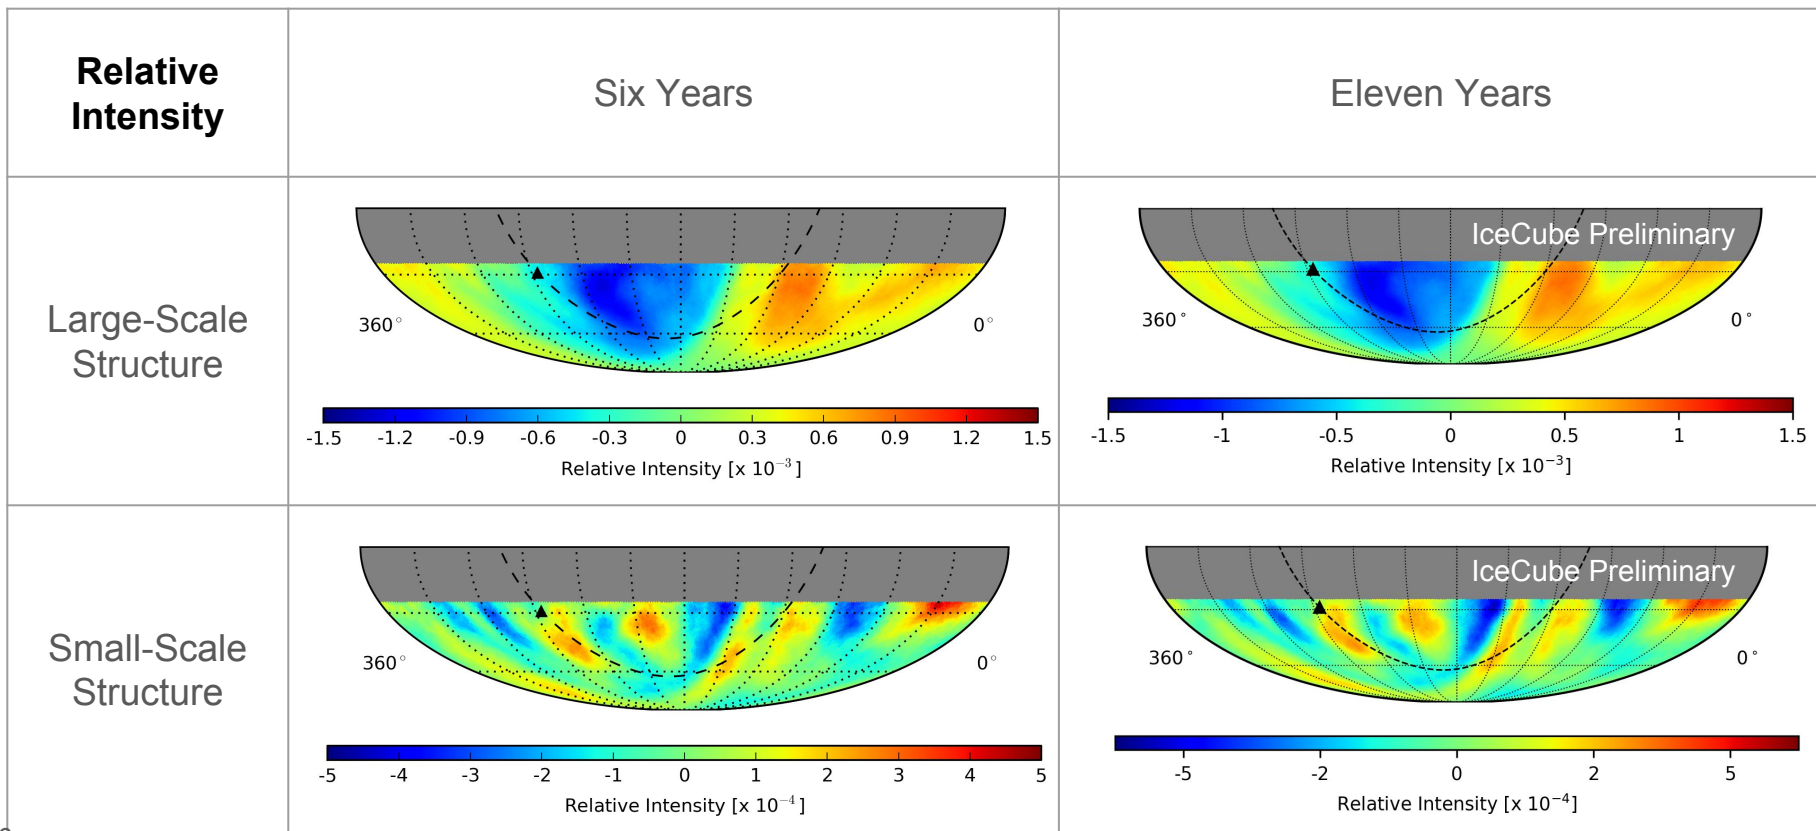 Relative
Intensity
Six Years
Eleven Years
Large-Scale
Structure
360°
0°
-1.5 -1.2 -0.9 -0.6 -0.3 0 0.3 0.6 0.9 1.2 1.5
Relative Intensity [x 10⁻³]
IceCube Preliminary
360°
0°
-1.5 -1 -0.5 0 0.5 1 1.5
Relative Intensity [x 10⁻³]
Small-Scale
Structure
360°
0°
-5 -4 -3 -2 -1 0 1 2 3 4 5
Relative Intensity [x 10⁻⁴]
IceCube Preliminary
360°
0°
-5 -2 0 2 5
Relative Intensity [x 10⁻⁴]